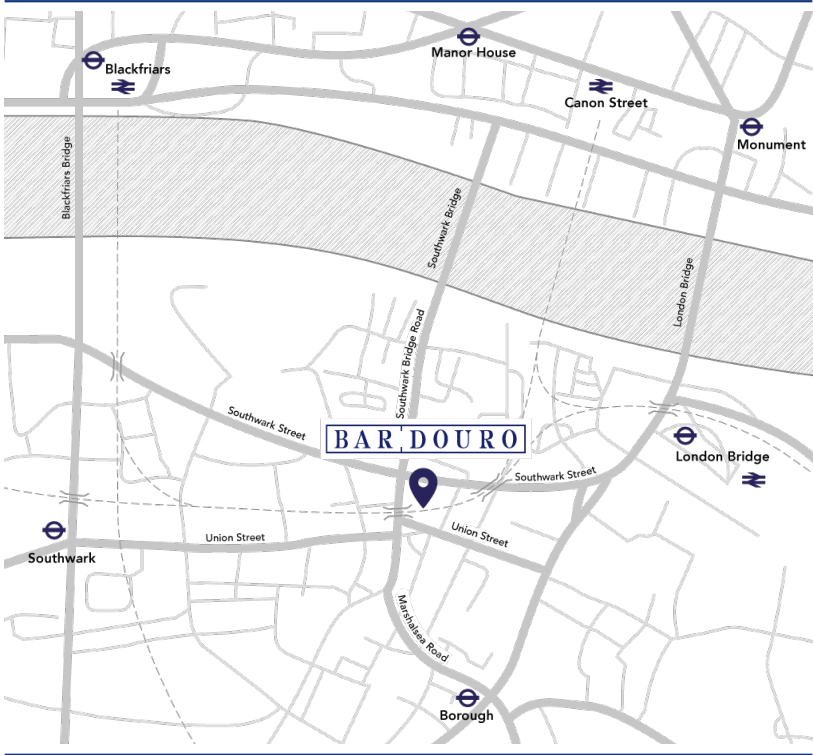 Manor House
Blackfriars
Canon Street
Monument
Blackfriars Bridge
Southwark Bridge
London Bridge
Southwark Bridge Road
Southwark Street
BAR DOURO
London Bridge
Southwark Street
Union Street
Union Street
Southwark
Marshalsea Road
Borough